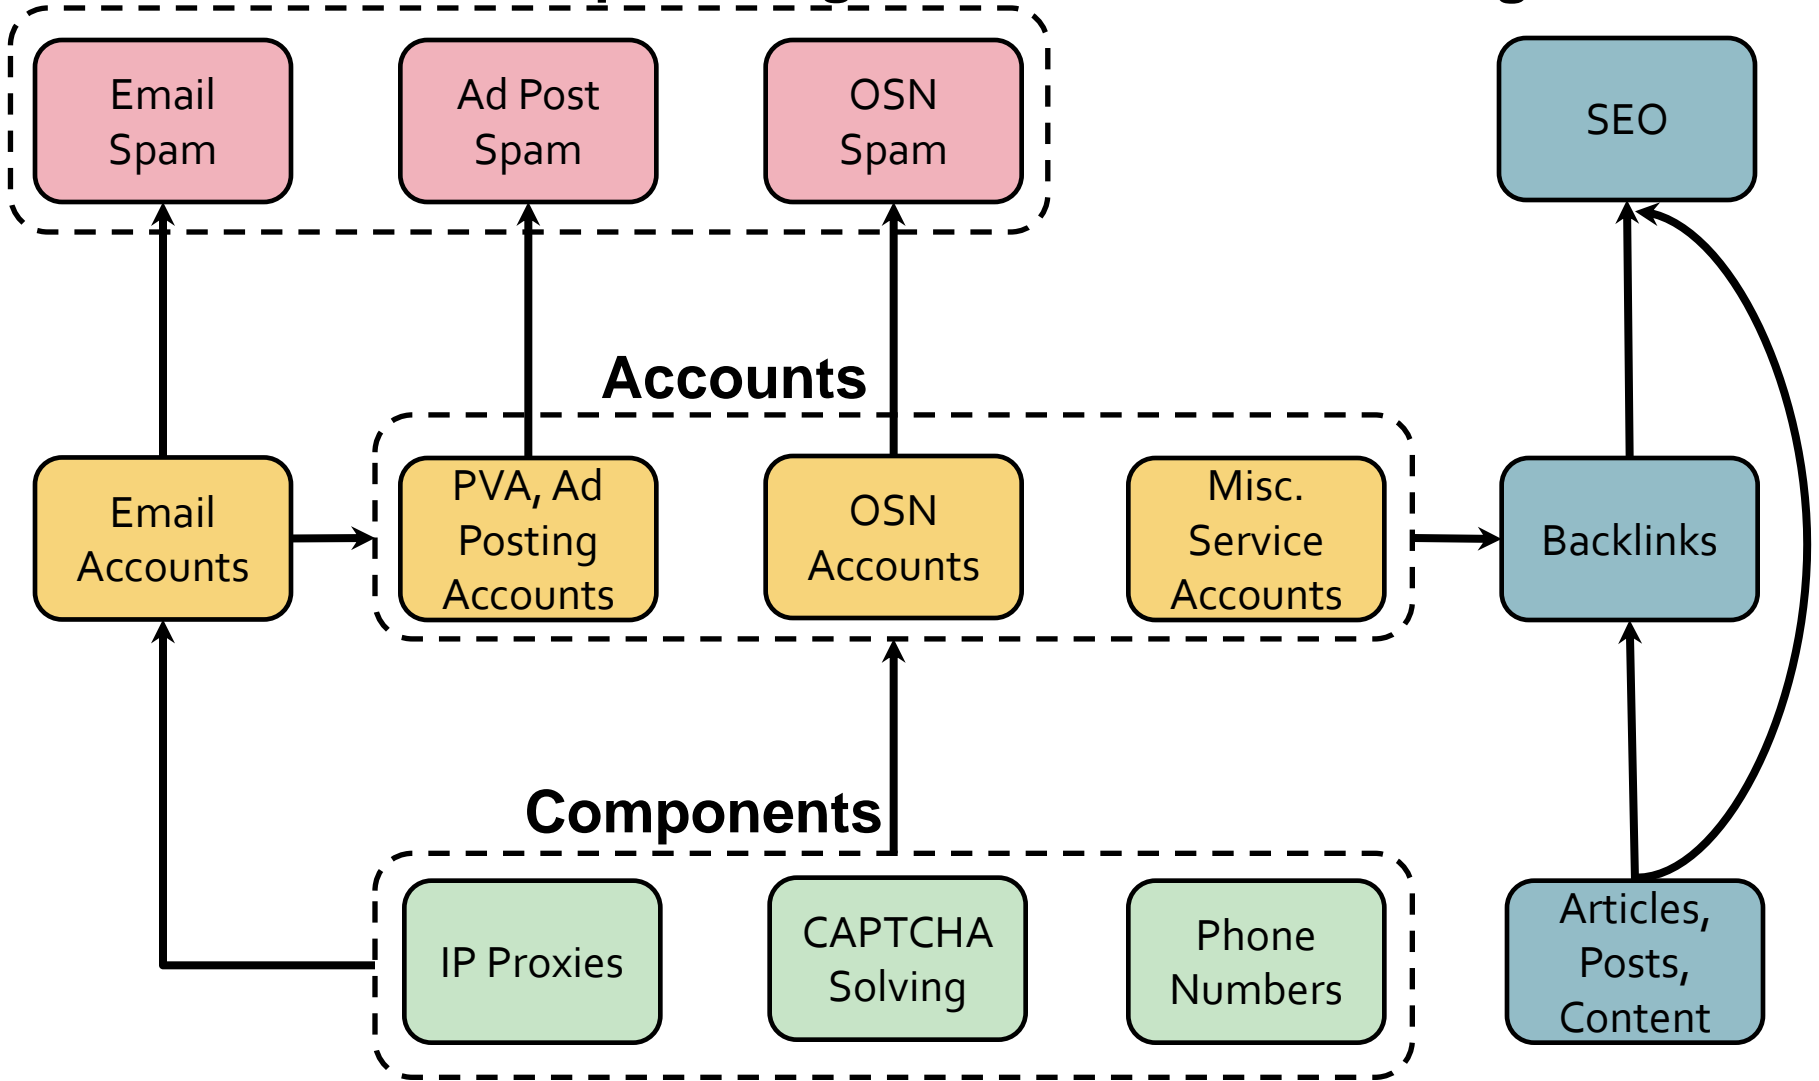 Email
Spam
Ad Post
Spam
OSN
Spam
SEO
Accounts
Email
Accounts
PVA, Ad
Posting
Accounts
OSN
Accounts
Misc.
Service
Accounts
Backlinks
Components
IP Proxies
CAPTCHA
Solving
Phone
Numbers
Articles,
Posts,
Content